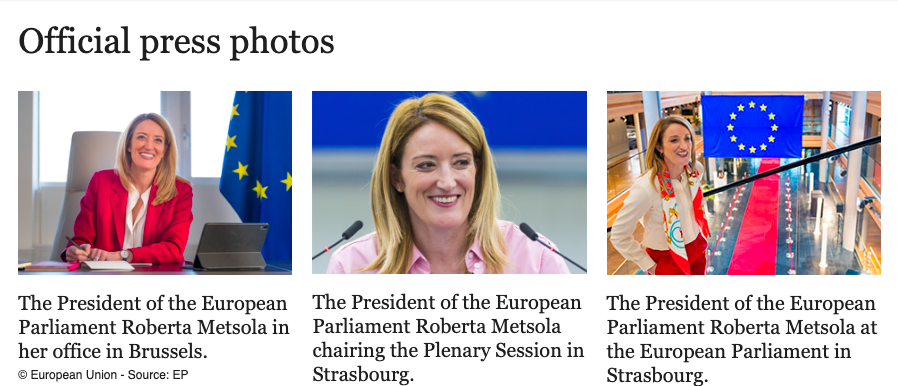 Official press photos
The President of the European
Parliament Roberta Metsola in
her office in Brussels.
© European Union - Source: EP
The President of the European
Parliament Roberta Metsola
chairing the Plenary Session in
Strasbourg.
The President of the European
Parliament Roberta Metsola at
the European Parliament in
Strasbourg.